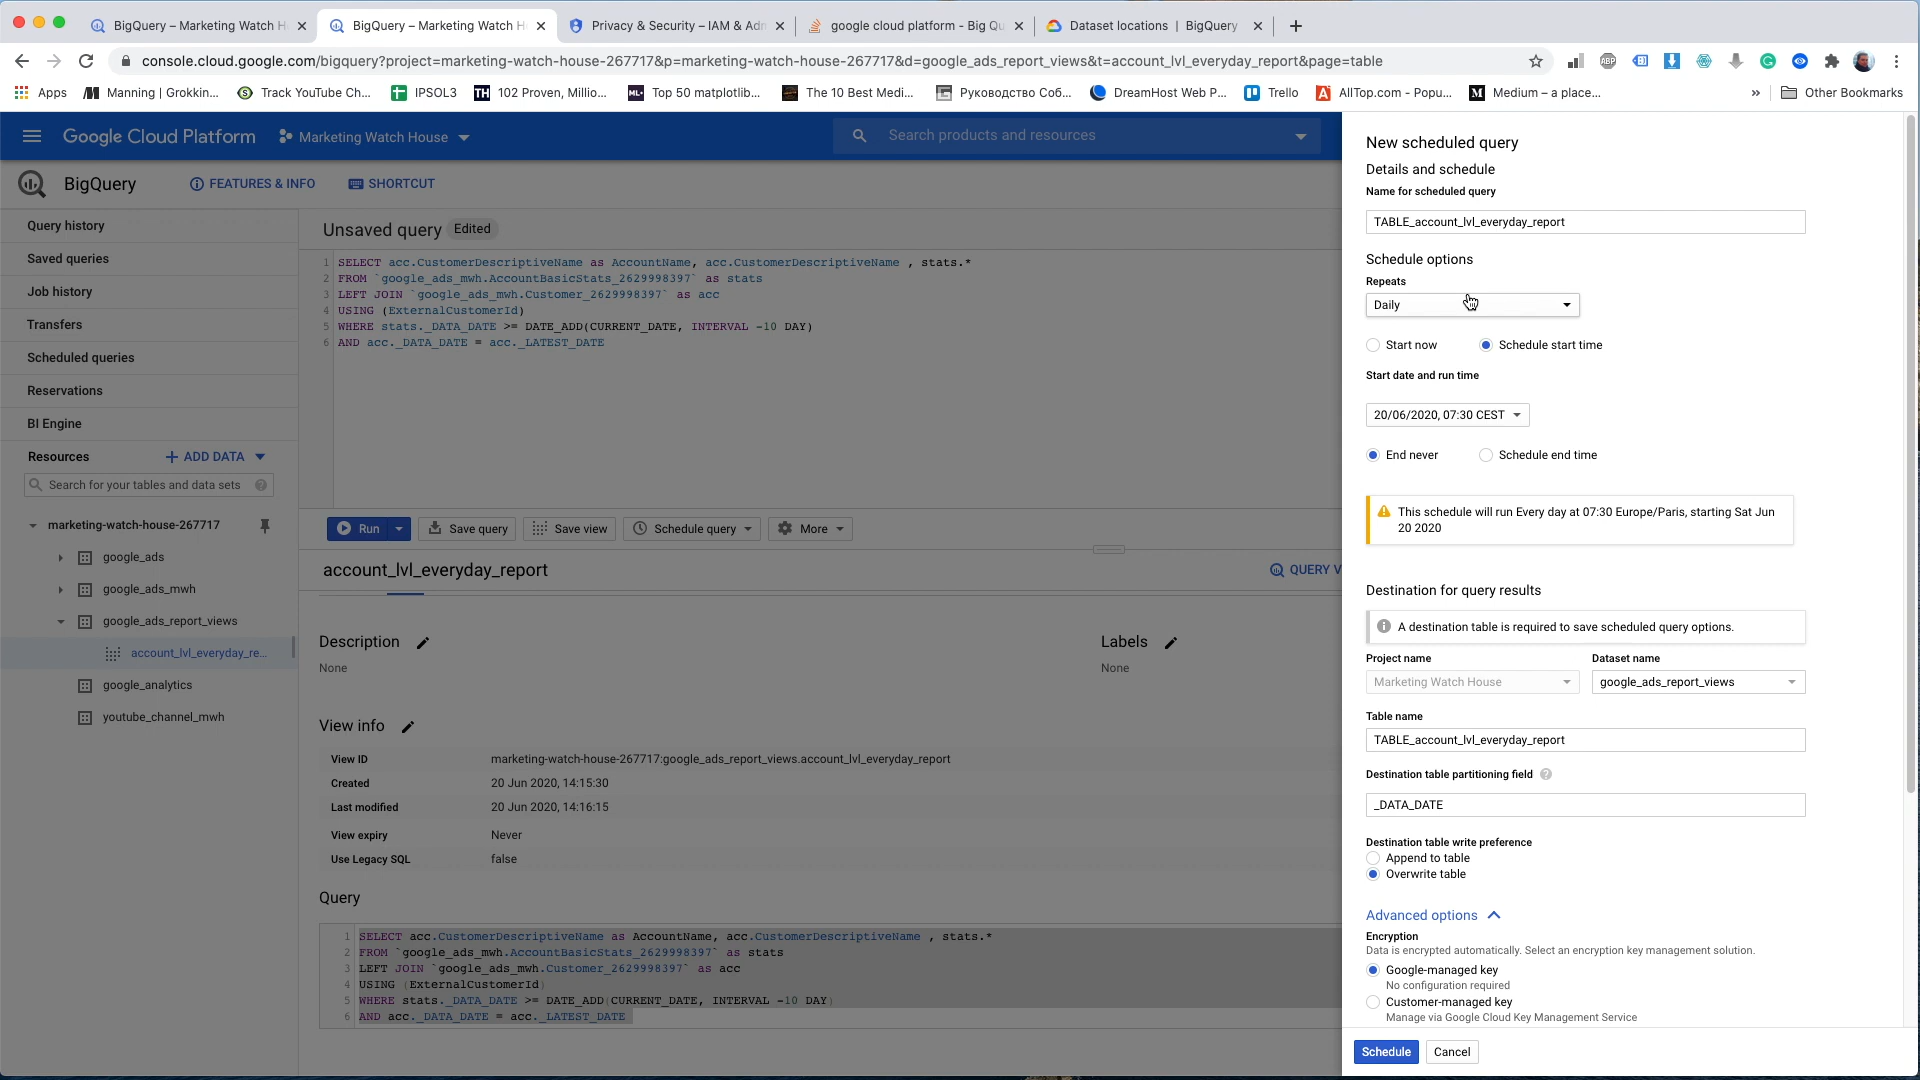 BigQuery – Marketing Watch H
BigQuery – Marketing Watch H
Privacy & Security – IAM & Adn
google cloud platform - Big Qu
Dataset locations | BigQuery
console.cloud.google.com/bigquery?project=marketing-watch-house-267717&p=marketing-watch-house-267717&d=google_ads_report_views&t=account_lvl_everyday_report&page=table
Apps
Manning | Grokkin...
Track YouTube Ch...
IPSOL3
TH 102 Proven, Millio...
ML• Top 50 matplotlib...
The 10 Best Medi...
Руководство Соб...
DreamHost Web P...
Trello
AllTop.com - Popu...
Medium – a place...
Other Bookmarks
Google Cloud Platform
Marketing Watch House
Search products and resources
BigQuery
FEATURES & INFO
SHORTCUT
Query history
Saved queries
Job history
Transfers
Scheduled queries
Reservations
BI Engine
Resources
ADD DATA
Search for your tables and data sets
marketing-watch-house-267717
google_ads
google_ads_mwh
google_ads_report_views
account_lvl_everyday_re...
google_analytics
youtube_channel_mwh
Unsaved query Edited
1 SELECT acc.CustomerDescriptiveName as AccountName, acc.CustomerDescriptiveName , stats.*
2 FROM `google_ads_mwh.AccountBasicStats_2629998397` as stats
3 LEFT JOIN `google_ads_mwh.Customer_2629998397` as acc
4 USING (ExternalCustomerId)
5 WHERE stats._DATA_DATE >= DATE_ADD(CURRENT_DATE, INTERVAL -10 DAY)
6 AND acc._DATA_DATE = acc._LATEST_DATE
Run
Save query
Save view
Schedule query
More
account_lvl_everyday_report
QUERY V
Description
None
Labels
None
View info
View ID marketing-watch-house-267717:google_ads_report_views.account_lvl_everyday_report
Created 20 Jun 2020, 14:15:30
Last modified 20 Jun 2020, 14:16:15
View expiry Never
Use Legacy SQL false
Query
1 SELECT acc.CustomerDescriptiveName as AccountName, acc.CustomerDescriptiveName , stats.*
2 FROM `google_ads_mwh.AccountBasicStats_2629998397` as stats
3 LEFT JOIN `google_ads_mwh.Customer_2629998397` as acc
4 USING (ExternalCustomerId)
5 WHERE stats._DATA_DATE >= DATE_ADD(CURRENT_DATE, INTERVAL -10 DAY)
6 AND acc._DATA_DATE = acc._LATEST_DATE
New scheduled query
Details and schedule
Name for scheduled query
TABLE_account_lvl_everyday_report
Schedule options
Repeats
Daily
Start now
Schedule start time
Start date and run time
20/06/2020, 07:30 CEST
End never
Schedule end time
This schedule will run Every day at 07:30 Europe/Paris, starting Sat Jun
20 2020
Destination for query results
A destination table is required to save scheduled query options.
Project name
Dataset name
Marketing Watch House
google_ads_report_views
Table name
TABLE_account_lvl_everyday_report
Destination table partitioning field
_DATA_DATE
Destination table write preference
Append to table
Overwrite table
Advanced options
Encryption
Data is encrypted automatically. Select an encryption key management solution.
Google-managed key
No configuration required
Customer-managed key
Manage via Google Cloud Key Management Service
Schedule
Cancel